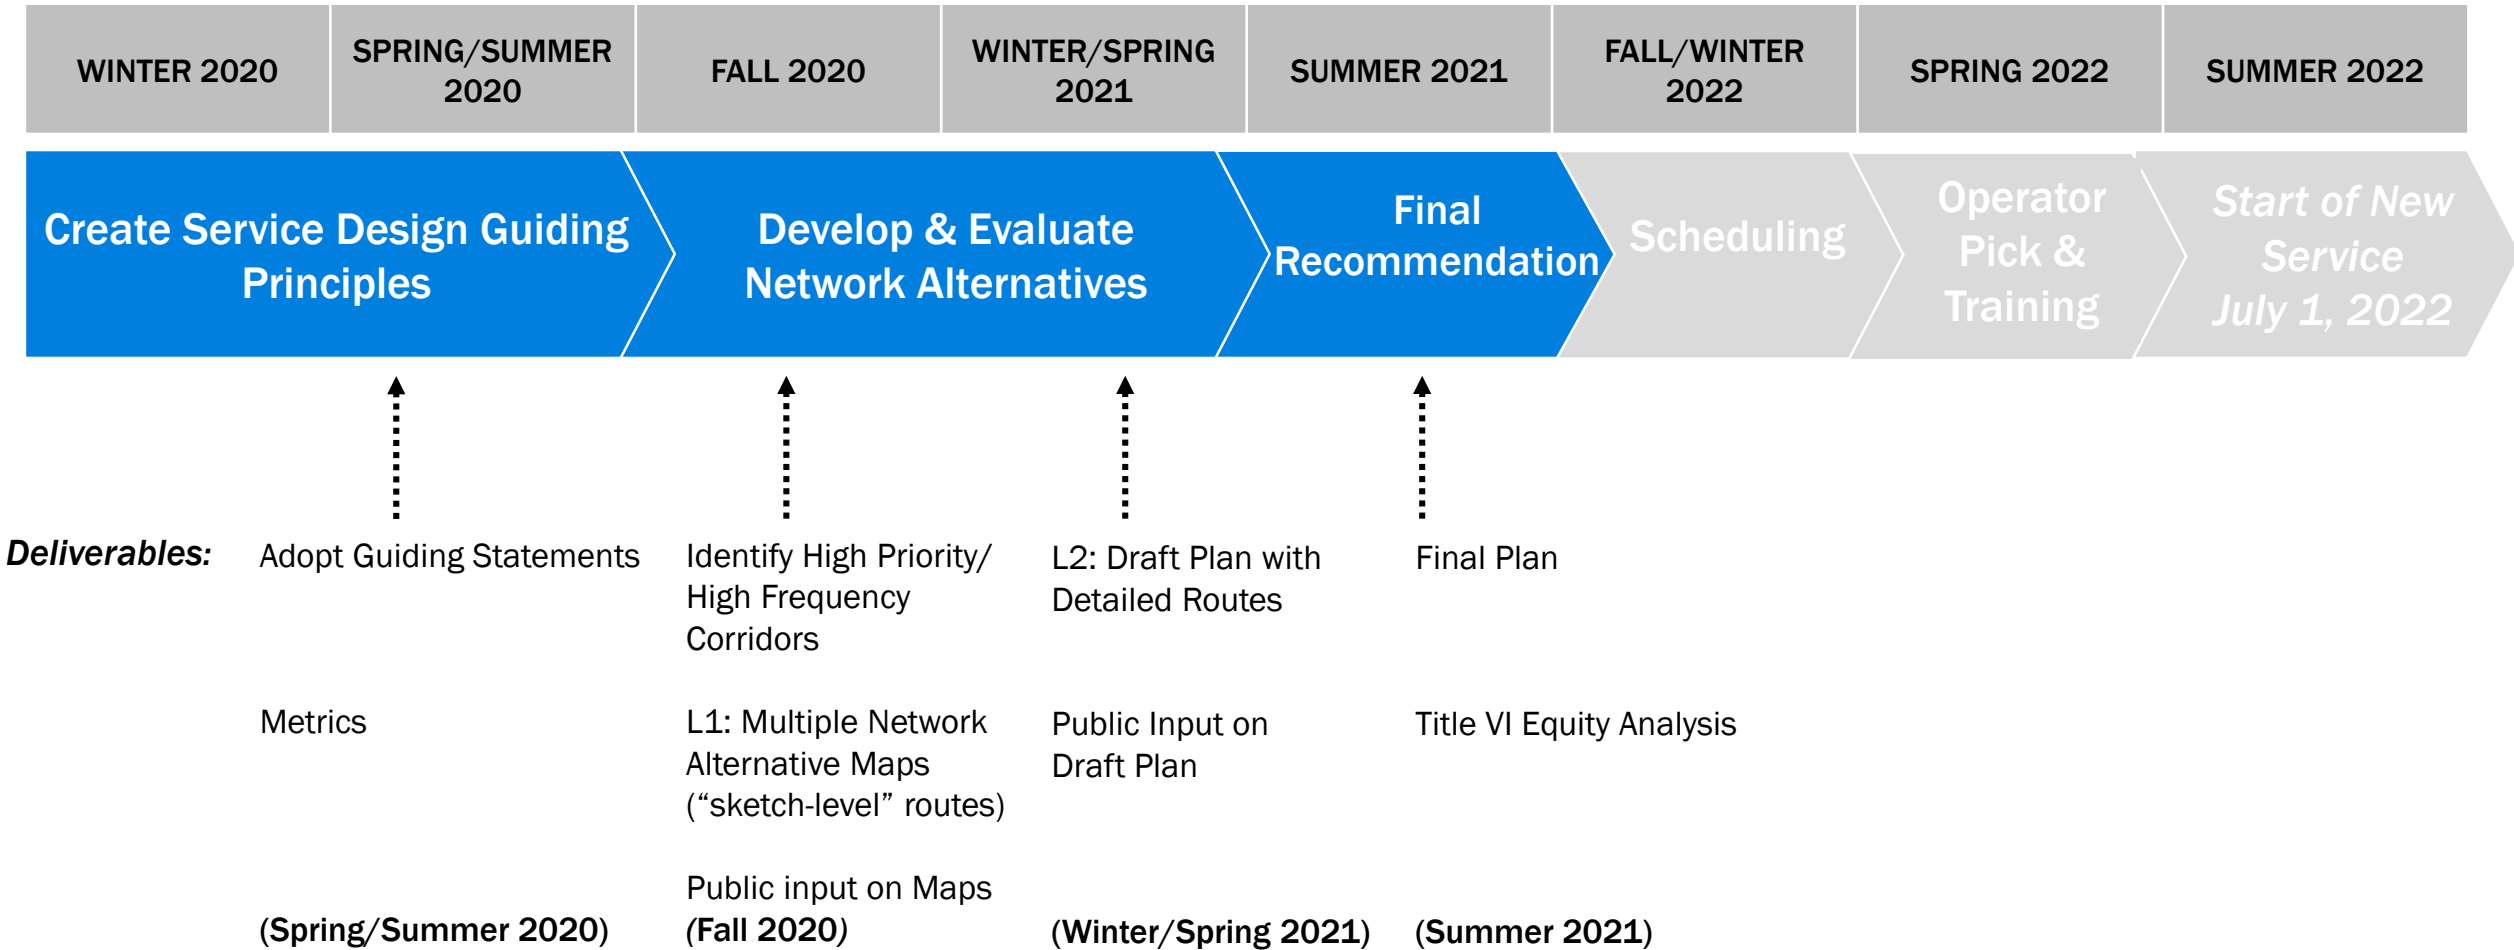 WINTER 2020
SPRING/SUMMER
2020
FALL 2020
WINTER/SPRING
2021
SUMMER 2021
FALL/WINTER
2022
SPRING 2022
SUMMER 2022
Create Service Design Guiding
Principles
Develop & Evaluate
Network Alternatives
Final
Recommendation
Scheduling
Operator
Pick &
Training
Start of New
Service
July 1, 2022
Deliverables:
Adopt Guiding Statements
Metrics
(Spring/Summer 2020)
Identify High Priority/
High Frequency
Corridors
L1: Multiple Network
Alternative Maps
(“sketch-level” routes)
Public input on Maps
(Fall 2020)
L2: Draft Plan with
Detailed Routes
Public Input on
Draft Plan
(Winter/Spring 2021)
Final Plan
Title VI Equity Analysis
(Summer 2021)